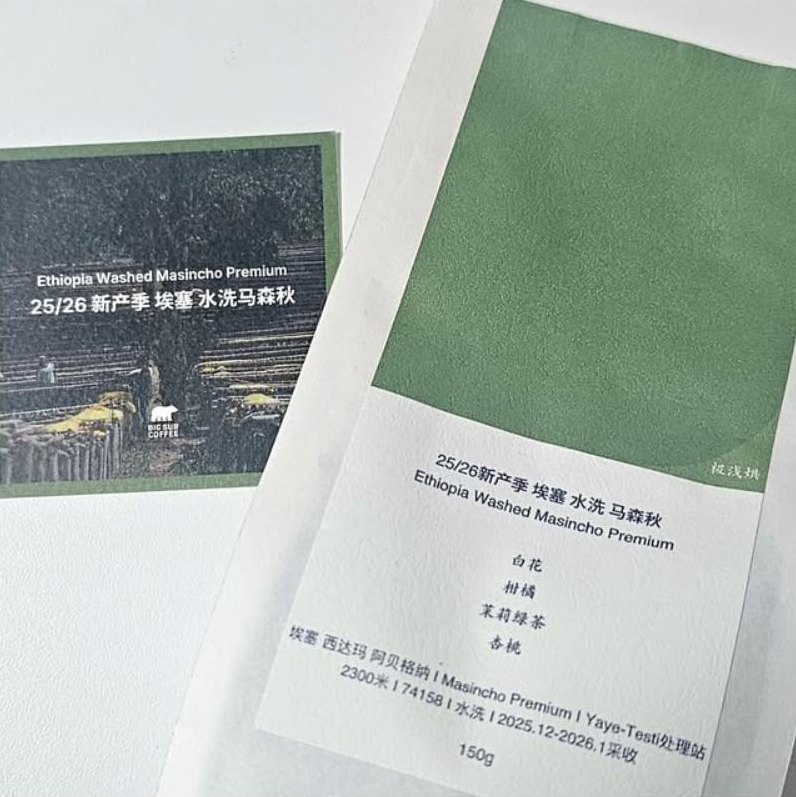 Ethiopia Washed Masincho Premium
25/26 新产季 埃塞 水洗马森秋
BIG SUR
COFFEE
极浅烘
25/26新产季 埃塞 水洗 马森秋
Ethiopia Washed Masincho Premium
白花
柑橘
茉莉绿茶
杏桃
埃塞 西达玛 阿贝格纳 I Masincho Premium I Yaye-Testi处理站
2300米 I 74158 I 水洗 I 2025.12-2026.1采收
150g